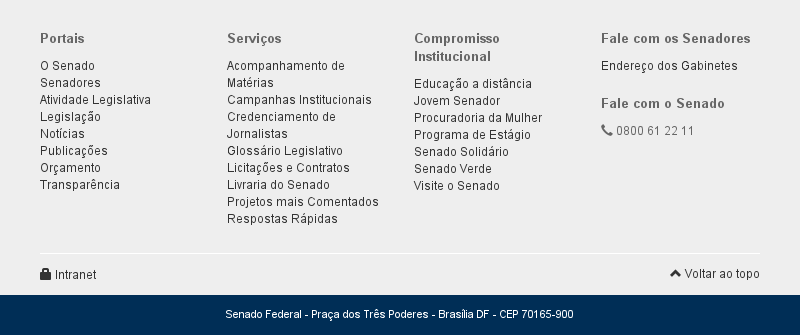 Portais
O Senado
Senadores
Atividade Legislativa
Legislação
Notícias
Publicações
Orçamento
Transparência
Serviços
Acompanhamento de
Matérias
Campanhas Institucionais
Credenciamento de
Jornalistas
Glossário Legislativo
Licitações e Contratos
Livraria do Senado
Projetos mais Comentados
Respostas Rápidas
Compromisso
Institucional
Educação a distância
Jovem Senador
Procuradoria da Mulher
Programa de Estágio
Senado Solidário
Senado Verde
Visite o Senado
Fale com os Senadores
Endereço dos Gabinetes
Fale com o Senado
0800 61 22 11
Intranet
Voltar ao topo
Senado Federal - Praça dos Três Poderes - Brasília DF - CEP 70165-900